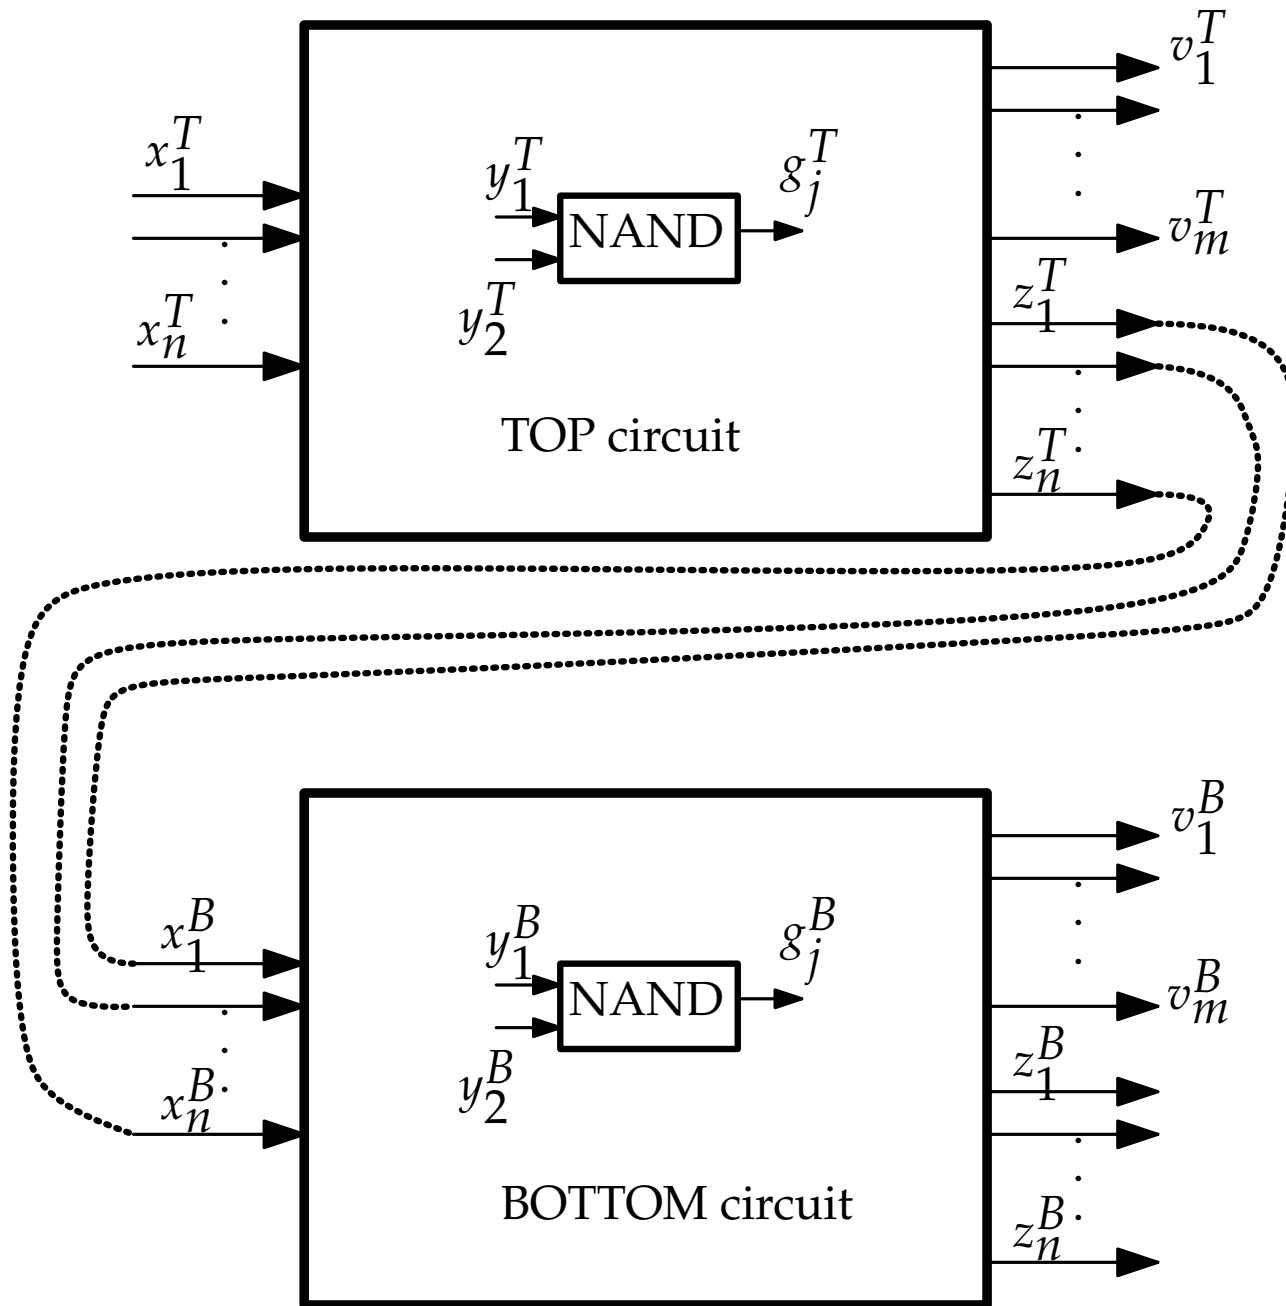 v_1^T
x_1^T
y_1^T
g_j^T
NAND
v_m^T
y_2^T
z_1^T
x_n^T
TOP circuit
z_n^T
v_1^B
x_1^B
y_1^B
g_j^B
NAND
v_m^B
y_2^B
z_1^B
x_n^B
BOTTOM circuit
z_n^B